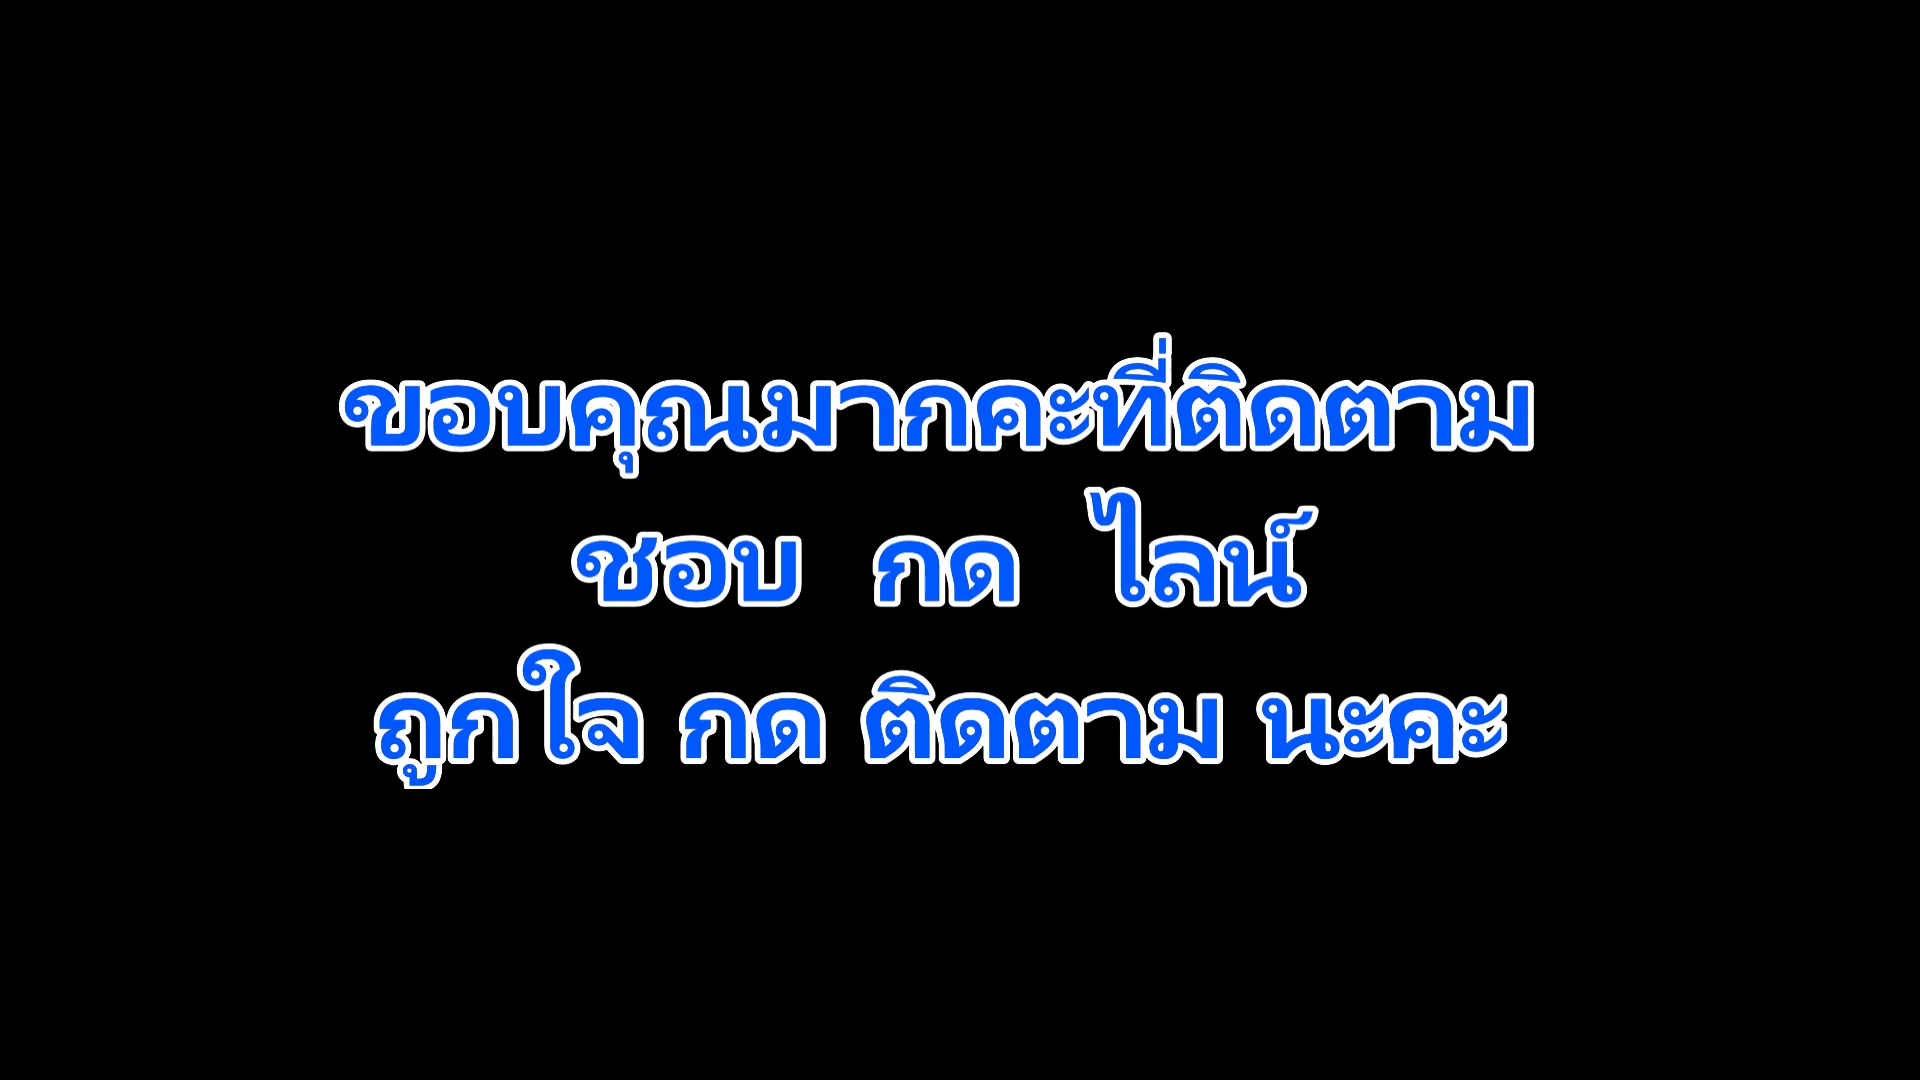 ขอบคุณมากคะที่ติดตาม
ชอบ กด ไลน์
ถูกใจ กด ติดตาม นะคะ